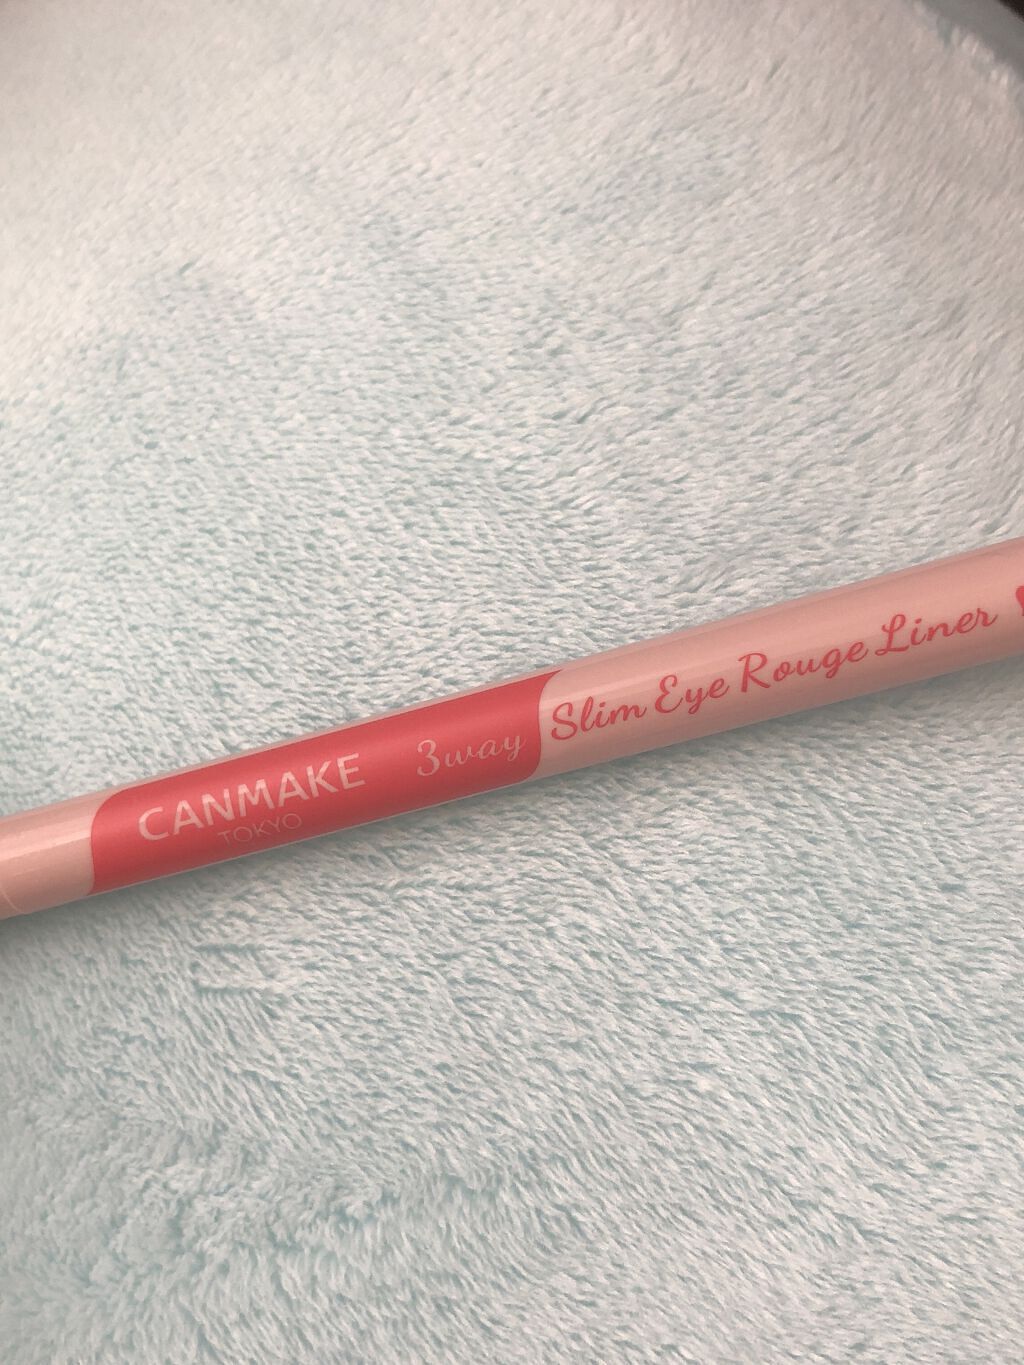 CANMAKE
TOKYO
3way
Slim Eye Rouge Liner